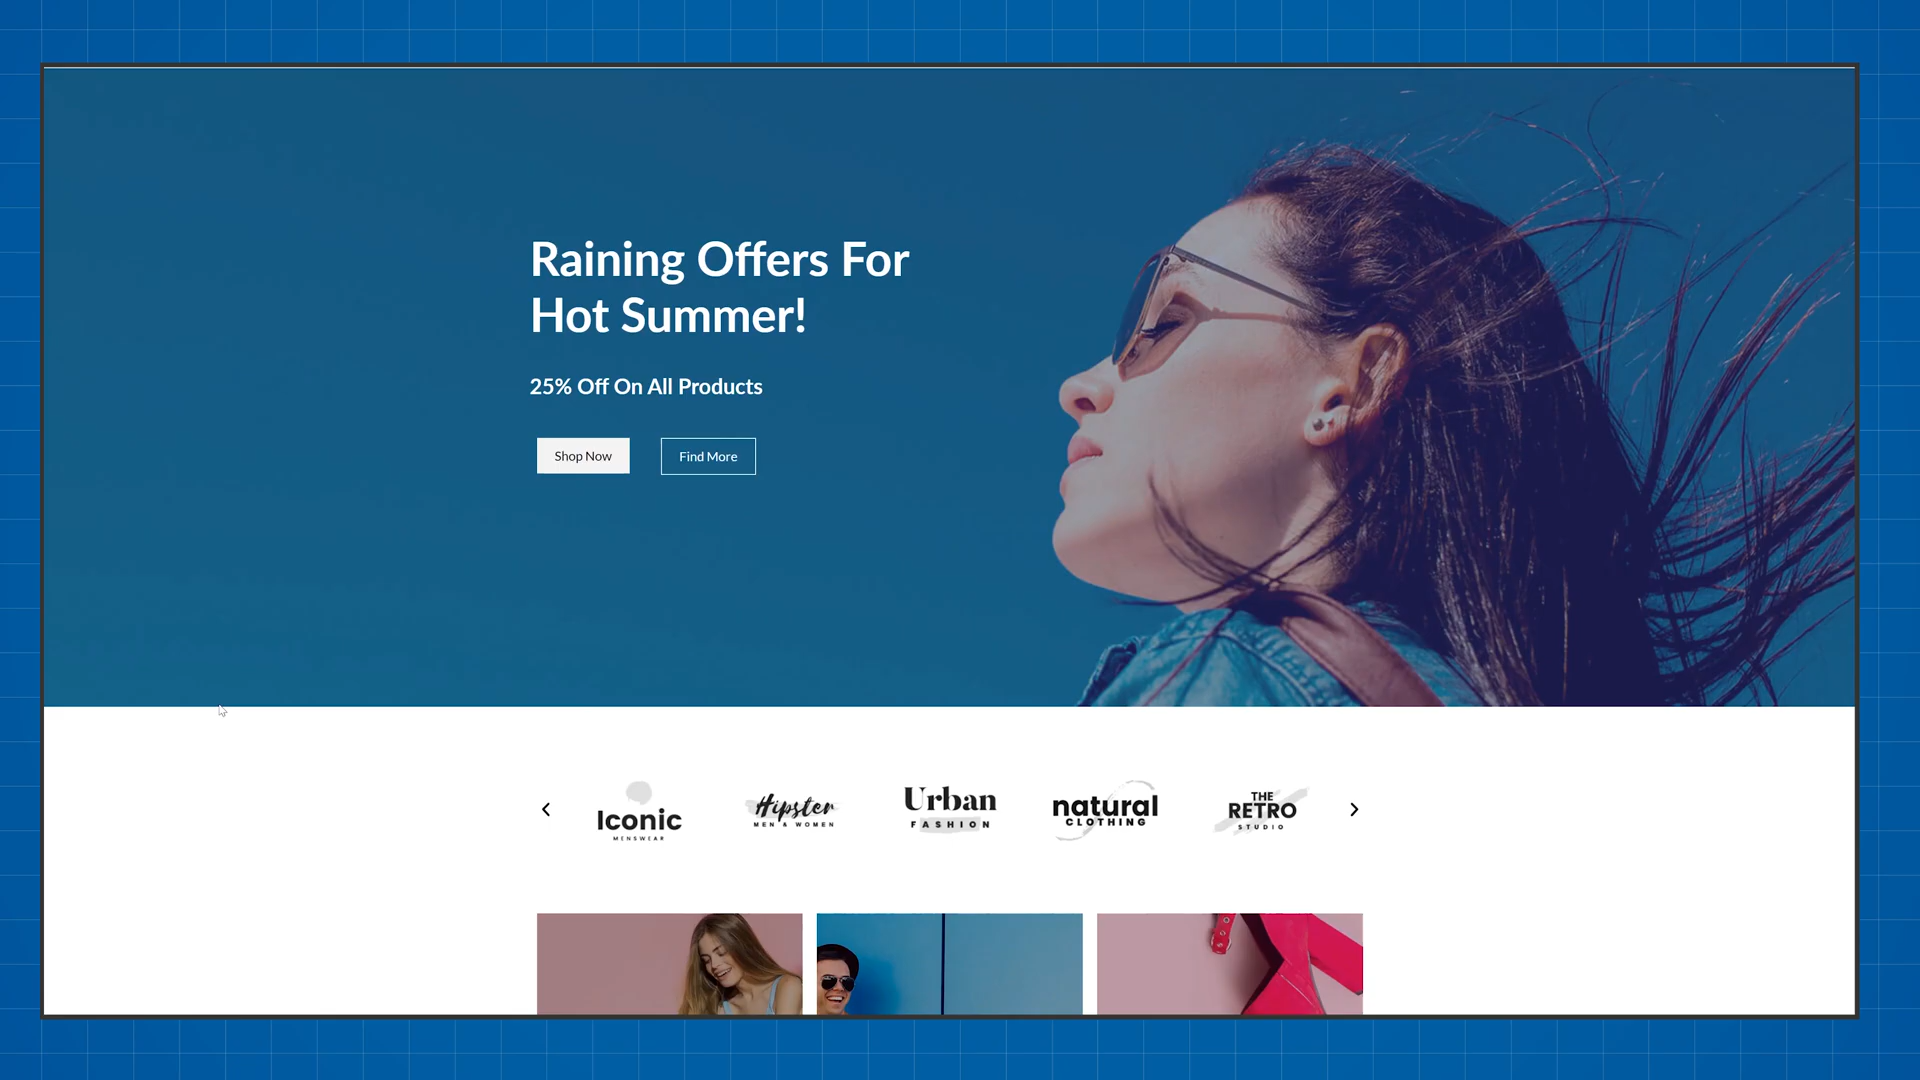 Raining Offers For
Hot Summer!
25% Off On All Products
Shop Now
Find More
Iconic
MENSWEAR
Hipster
MEN & WOMEN
Urban
FASHION
natural
CLOTHING
THE
RETRO
STUDIO